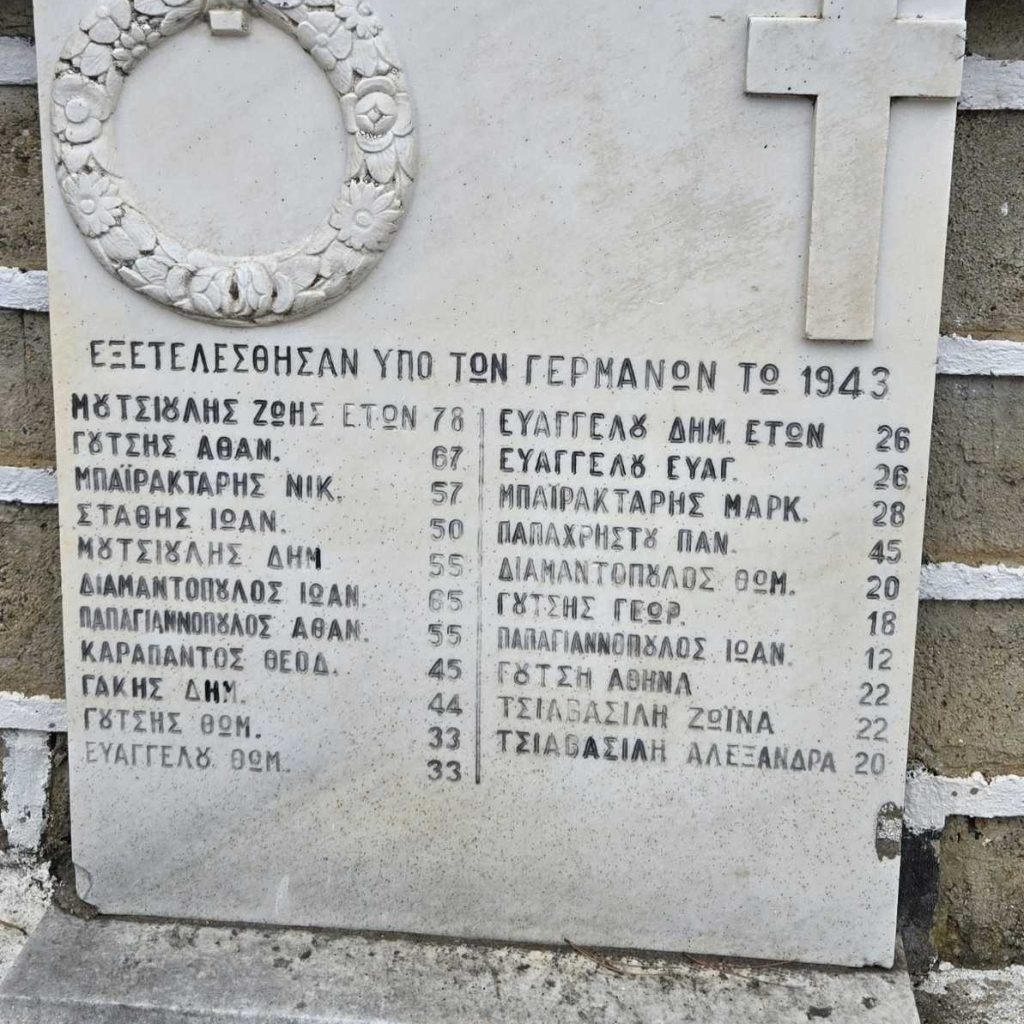 ΕΞΕΤΕΛΕΣΘΗΣΑΝ ΥΠΟ ΤΩΝ ΓΕΡΜΑΝΩΝ ΤΩ 1943
ΜȣΤΣΙȣΛΗΣ ΖΩΗΣ ΕΤΩΝ 78
ΓȣΤΣΗΣ ΑΘΑΝ. 67
ΜΠΑΪΡΑΚΤΑΡΗΣ ΝΙΚ. 57
ΣΤΑΘΗΣ ΙΩΑΝ. 50
ΜȣΤΣΙȣΛΗΣ ΔΗΜ 55
ΔΙΑΜΑΝΤΟΠȣΛΟΣ ΙΩΑΝ. 65
ΠΑΠΑΓΙΑΝΝΟΠȣΛΟΣ ΑΘΑΝ. 55
ΚΑΡΑΠΑΝΤΟΣ ΘΕΟΔ. 45
ΓΑΚΗΣ ΔΗΜ. 44
ΓȣΤΣΗΣ ΘΩΜ. 33
ΕΥΑΓΓΕΛȣ ΘΩΜ. 33
ΕΥΑΓΓΕΛȣ ΔΗΜ. ΕΤΩΝ 26
ΕΥΑΓΓΕΛȣ ΕΥΑΓ. 26
ΜΠΑΪΡΑΚΤΑΡΗΣ ΜΑΡΚ. 28
ΠΑΠΑΧΡΗΣΤȣ ΠΑΝ. 45
ΔΙΑΜΑΝΤΟΠȣΛΟΣ ΘΩΜ. 20
ΓȣΤΣΗΣ ΓΕΩΡ. 18
ΠΑΠΑΓΙΑΝΝΟΠȣΛΟΣ ΙΩΑΝ. 12
ΓȣΤΣΗ ΑΘΗΝΑ 22
ΤΣΙΑΒΑΣΙΛΗ ΖΩΪΝΑ 22
ΤΣΙΑΒΑΣΙΛΗ ΑΛΕΞΑΝΔΡΑ 20